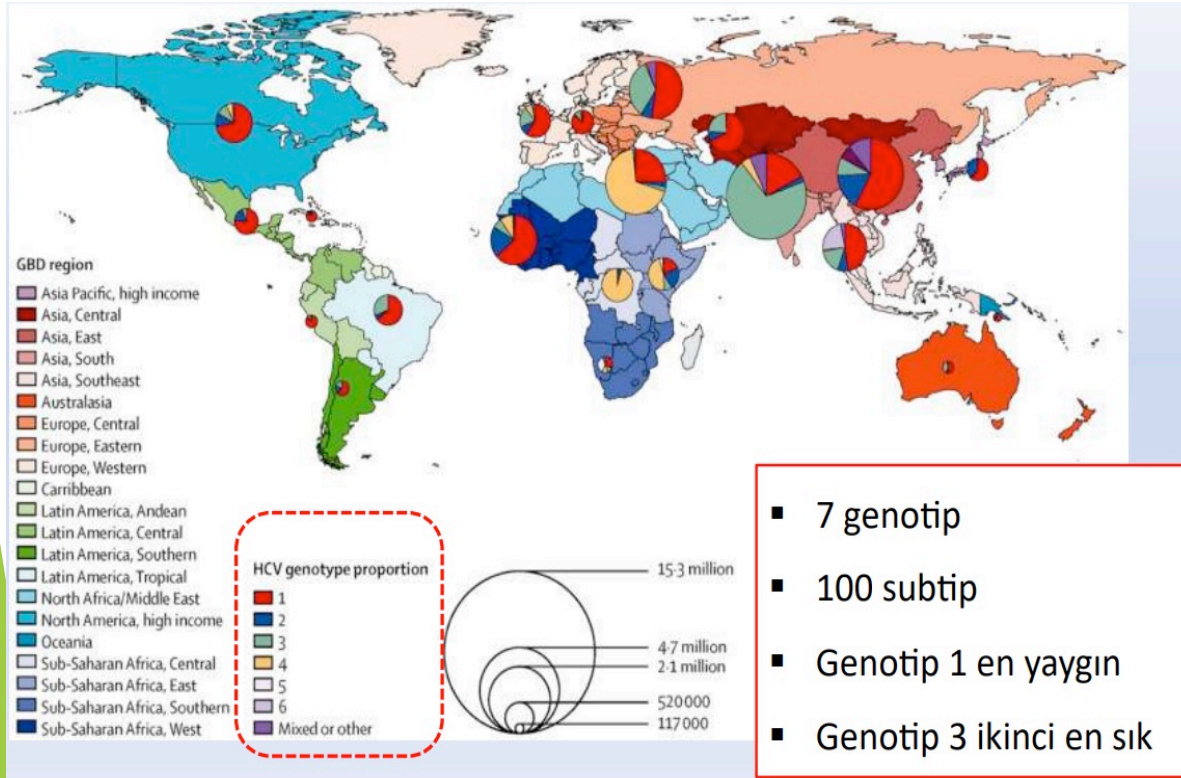 GBD region
Asia Pacific, high income
Asia, Central
Asia, East
Asia, South
Asia, Southeast
Australasia
Europe, Central
Europe, Eastern
Europe, Western
Carribbean
Latin America, Andean
Latin America, Central
Latin America, Southern
Latin America, Tropical
North Africa/Middle East
North America, high income
Oceania
Sub-Saharan Africa, Central
Sub-Saharan Africa, East
Sub-Saharan Africa, Southern
Sub-Saharan Africa, West
HCV genotype proportion
1
2
3
4
5
6
Mixed or other
15·3 million
4·7 million
2·1 million
520000
117000
▪ 7 genotip
▪ 100 subtip
▪ Genotip 1 en yaygın
▪ Genotip 3 ikinci en sık